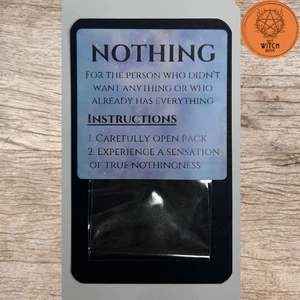 WITCH
NOTHING
FOR THE PERSON WHO DIDN'T
WANT ANYTHING OR WHO
ALREADY HAS EVERYTHING
INSTRUCTIONS
1. CAREFULLY OPEN PACK
2. EXPERIENCE A SENSATION
OF TRUE NOTHINGNESS